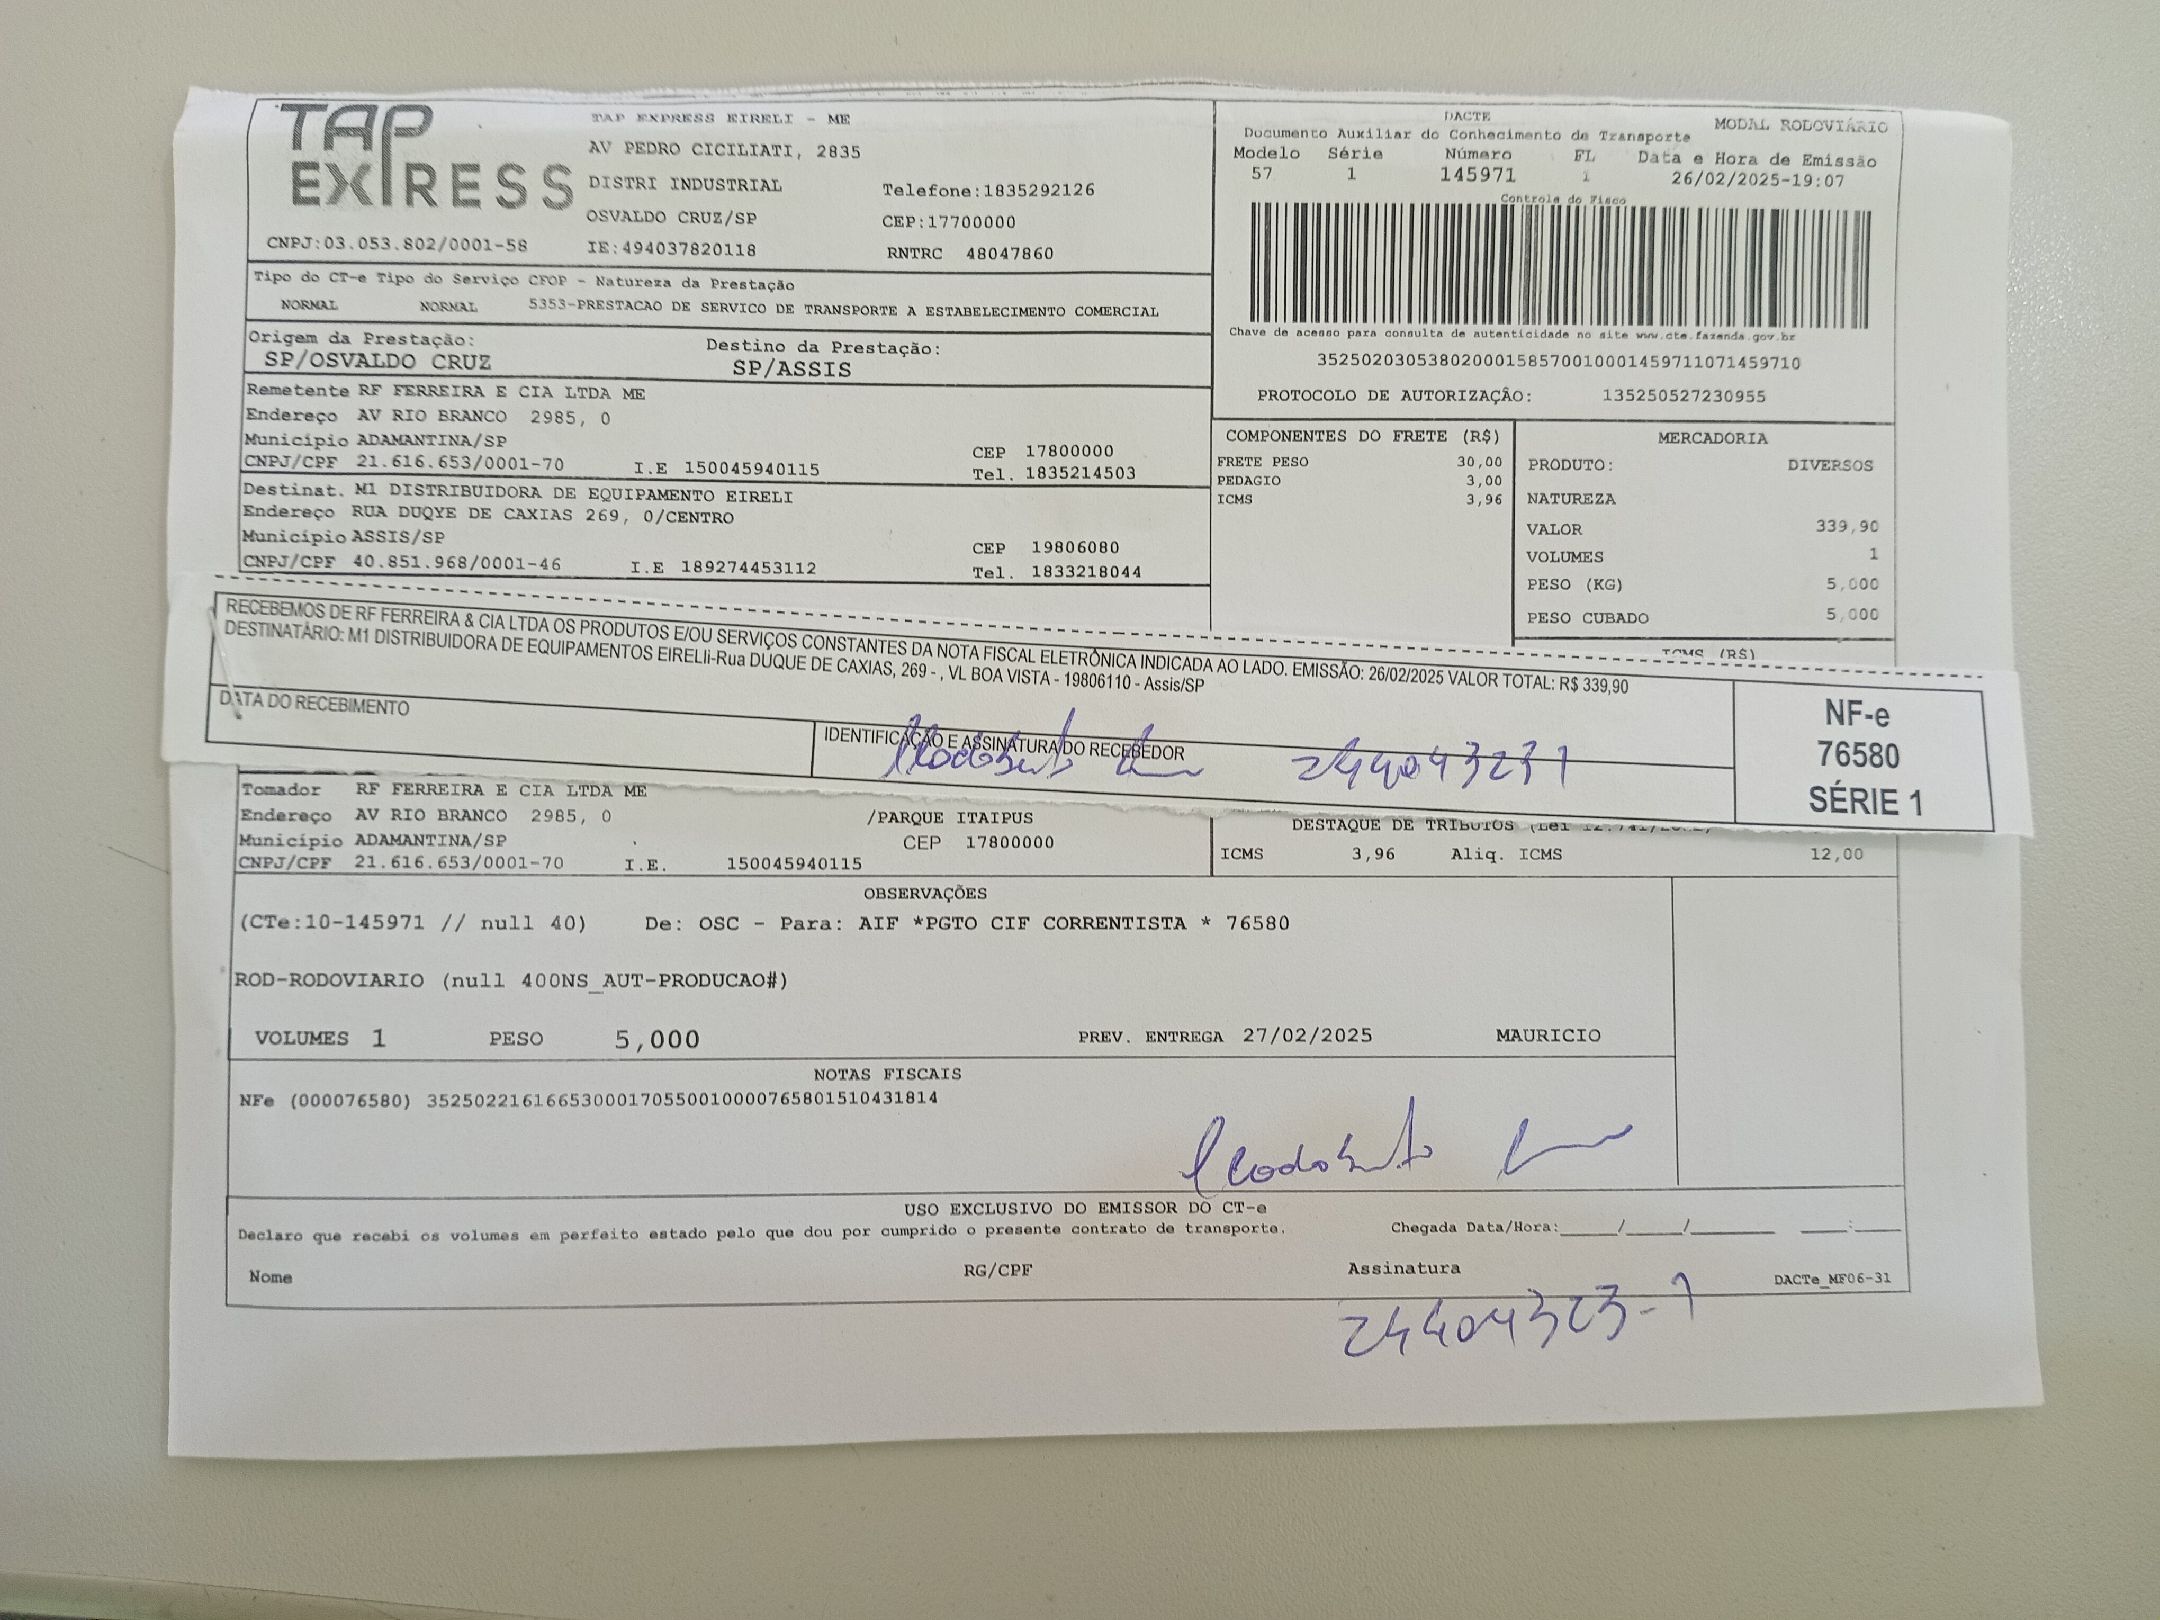 TAP EXPRESS
TAP EXPRESS EIRELI - ME
AV PEDRO CICILIATI, 2835
DISTRI INDUSTRIAL Telefone:1835292126
OSVALDO CRUZ/SP CEP:17700000
CNPJ:03.053.802/0001-58 IE:494037820118 RNTRC 48047860
DACTE MODAL RODOVIÁRIO
Documento Auxiliar do Conhecimento de Transporte
Modelo Série Número FL Data e Hora de Emissão
57 1 145971 1 26/02/2025-19:07
Controle do Fisco
Chave de acesso para consulta de autenticidade no site www.cte.fazenda.gov.br
35250203053802000158570010001459711071459710
PROTOCOLO DE AUTORIZAÇÂO: 135250527230955
Tipo do CT-e Tipo do Serviço CFOP - Natureza da Prestação
NORMAL NORMAL 5353-PRESTACAO DE SERVICO DE TRANSPORTE A ESTABELECIMENTO COMERCIAL
Origem da Prestação: Destino da Prestação:
SP/OSVALDO CRUZ SP/ASSIS
Remetente RF FERREIRA E CIA LTDA ME
Endereço AV RIO BRANCO 2985, 0
Município ADAMANTINA/SP CEP 17800000
CNPJ/CPF 21.616.653/0001-70 I.E 150045940115 Tel. 1835214503
Destinat. M1 DISTRIBUIDORA DE EQUIPAMENTO EIRELI
Endereço RUA DUQYE DE CAXIAS 269, 0/CENTRO
Município ASSIS/SP CEP 19806080
CNPJ/CPF 40.851.968/0001-46 I.E 189274453112 Tel. 1833218044
COMPONENTES DO FRETE (R$)
FRETE PESO 30,00
PEDAGIO 3,00
ICMS 3,96
MERCADORIA
PRODUTO: DIVERSOS
NATUREZA
VALOR 339,90
VOLUMES 1
PESO (KG) 5,000
PESO CUBADO 5,000
ICMS (R$)
RECEBEMOS DE RF FERREIRA & CIA LTDA OS PRODUTOS E/OU SERVIÇOS CONSTANTES DA NOTA FISCAL ELETRÔNICA INDICADA AO LADO. EMISSÃO: 26/02/2025 VALOR TOTAL: R$ 339,90
DESTINATÁRIO: M1 DISTRIBUIDORA DE EQUIPAMENTOS EIRELIi-Rua DUQUE DE CAXIAS, 269 - , VL BOA VISTA - 19806110 - Assis/SP
DATA DO RECEBIMENTO
IDENTIFICAÇÃO E ASSINATURA DO RECEBEDOR
244043231
NF-e
76580
SÉRIE 1
Tomador RF FERREIRA E CIA LTDA ME
Endereço AV RIO BRANCO 2985, 0 /PARQUE ITAIPUS
Município ADAMANTINA/SP CEP 17800000
CNPJ/CPF 21.616.653/0001-70 I.E. 150045940115
DESTAQUE DE TRIBUTOS (Lei
ICMS 3,96 Aliq. ICMS 12,00
OBSERVAÇÕES
(CTe:10-145971 // null 40) De: OSC - Para: AIF *PGTO CIF CORRENTISTA * 76580
ROD-RODOVIARIO (null 400NS_AUT-PRODUCAO#)
VOLUMES 1 PESO 5,000 PREV. ENTREGA 27/02/2025 MAURICIO
NOTAS FISCAIS
NFe (000076580) 35250221616653000170550010000765801510431814
USO EXCLUSIVO DO EMISSOR DO CT-e
Declaro que recebi os volumes em perfeito estado pelo que dou por cumprido o presente contrato de transporte. Chegada Data/Hora:____/____/______ ___:___
Nome RG/CPF Assinatura DACTe_MF06-31
24404323-1